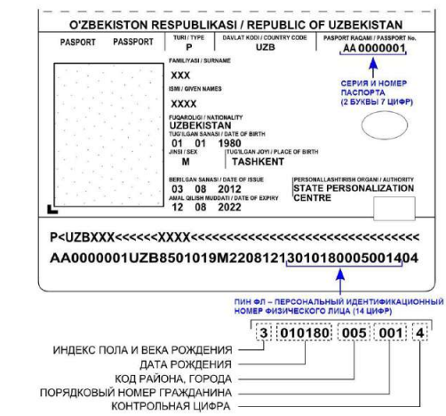 O'ZBEKISTON RESPUBLIKASI / REPUBLIC OF UZBEKISTAN
PASPORT PASSPORT
TURI / TYPE DAVLAT KODI / COUNTRY CODE PASPORT RAQAMI / PASSPORT No.
P UZB AA 0000001
FAMILIYASI / SURNAME
XXX
ISMI / GIVEN NAMES
XXXX
СЕРИЯ И НОМЕР
ПАСПОРТА
(2 БУКВЫ 7 ЦИФР)
FUQAROLIGI / NATIONALITY
UZBEKISTAN
TUG'ILGAN SANASI / DATE OF BIRTH
01 01 1980
JINSI / SEX TUG'ILGAN JOYI / PLACE OF BIRTH
M TASHKENT
BERILGAN SANASI / DATE OF ISSUE PERSONALLASHTIRISH ORGANI / AUTHORITY
03 08 2012 STATE PERSONALIZATION
AMAL QILISH MUDDATI / DATE OF EXPIRY CENTRE
12 08 2022
P<UZBXXX<<<<<<XXXX<<<<<<<<<<<<<<<<<<<<<<<<<<
AA0000001UZB8501019M22081213010180005001404
ПИН ФЛ – ПЕРСОНАЛЬНЫЙ ИДЕНТИФИКАЦИОННЫЙ
НОМЕР ФИЗИЧЕСКОГО ЛИЦА (14 ЦИФР)
3 010180 005 001 4
ИНДЕКС ПОЛА И ВЕКА РОЖДЕНИЯ
ДАТА РОЖДЕНИЯ
КОД РАЙОНА, ГОРОДА
ПОРЯДКОВЫЙ НОМЕР ГРАЖДАНИНА
КОНТРОЛЬНАЯ ЦИФРА